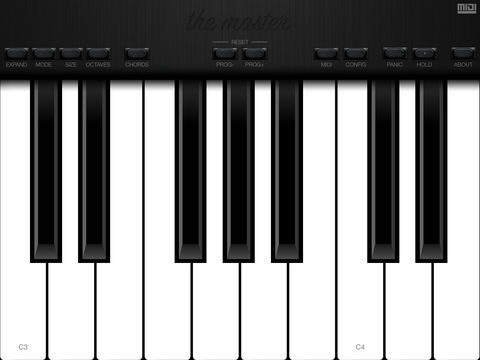 the master
MIDI
RESET
EXPAND MODE SIZE OCTAVES CHORDS PROG- PROG+ MIDI CONFIG PANIC HOLD ABOUT
C3 C4